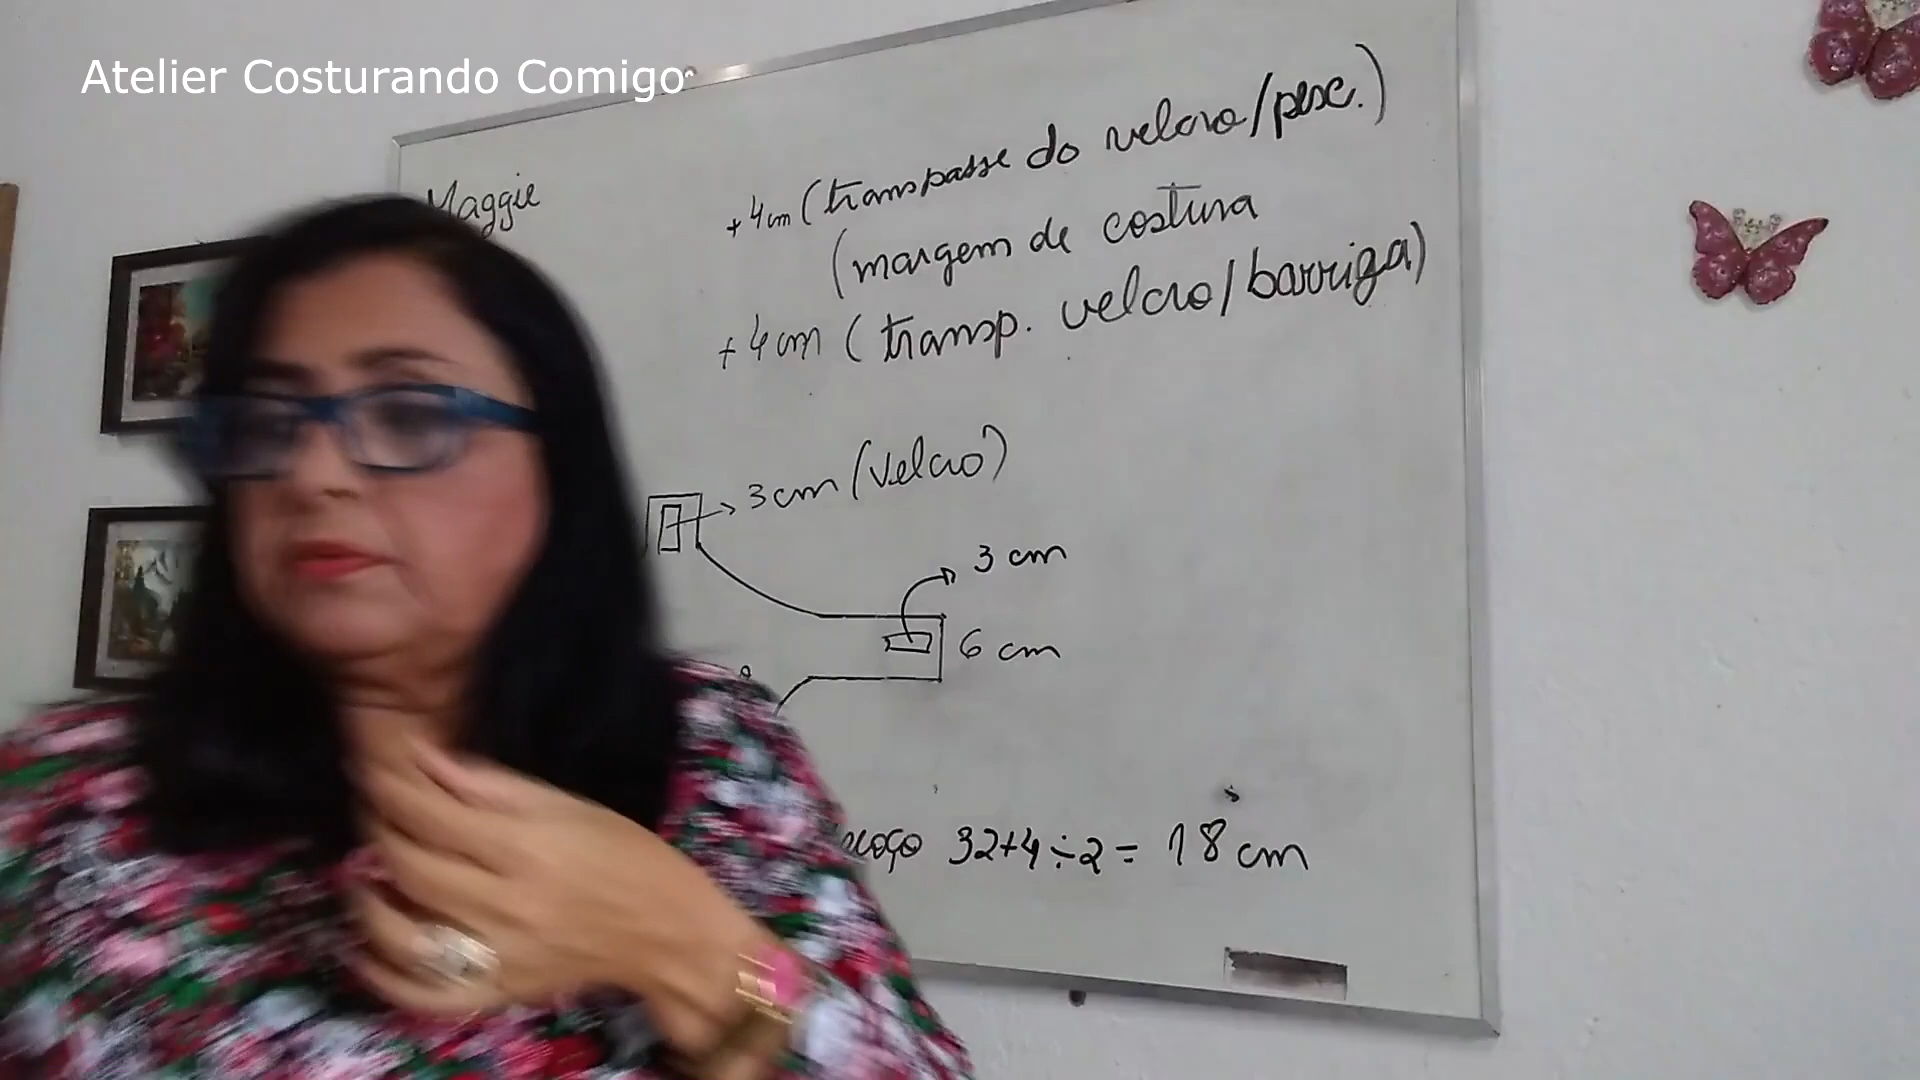 Atelier Costurando Comigo
Maggie
+ 4cm (transpasse do velcro/pesc.)
(margem de costura
+ 4cm (transp. velcro/barriga)
3cm (Velcro)
3 cm
6 cm
32+4÷2= 18 cm